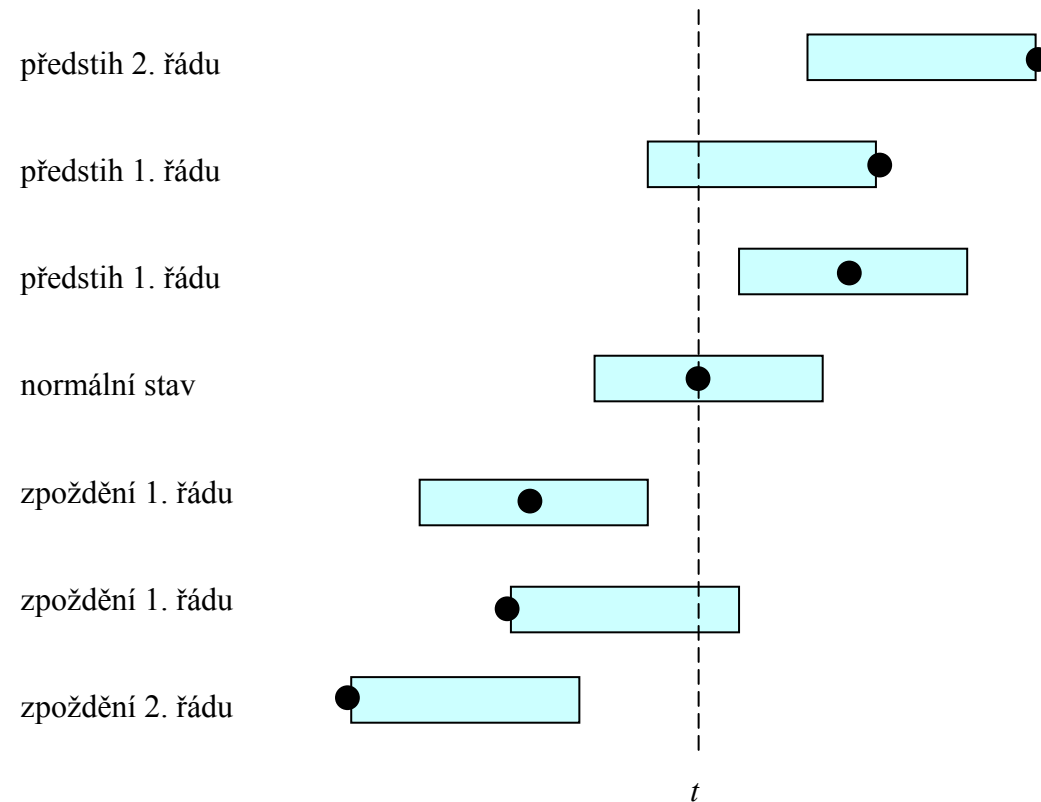 předstih 2. řádu
předstih 1. řádu
předstih 1. řádu
normální stav
zpoždění 1. řádu
zpoždění 1. řádu
zpoždění 2. řádu
t